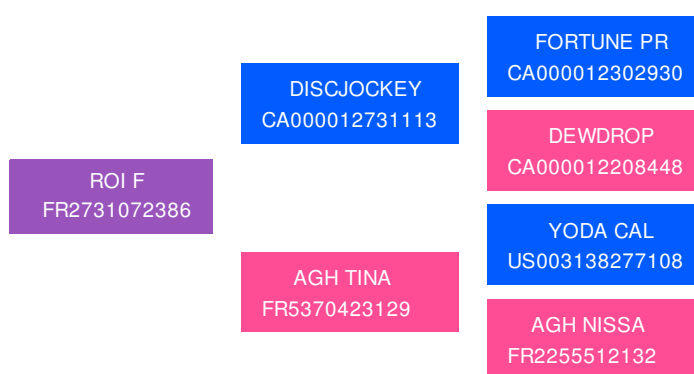 FORTUNE PR
CA000012302930
DISCJOCKEY
CA000012731113
DEWDROP
CA000012208448
ROI F
FR2731072386
YODA CAL
US003138277108
AGH TINA
FR5370423129
AGH NISSA
FR2255512132